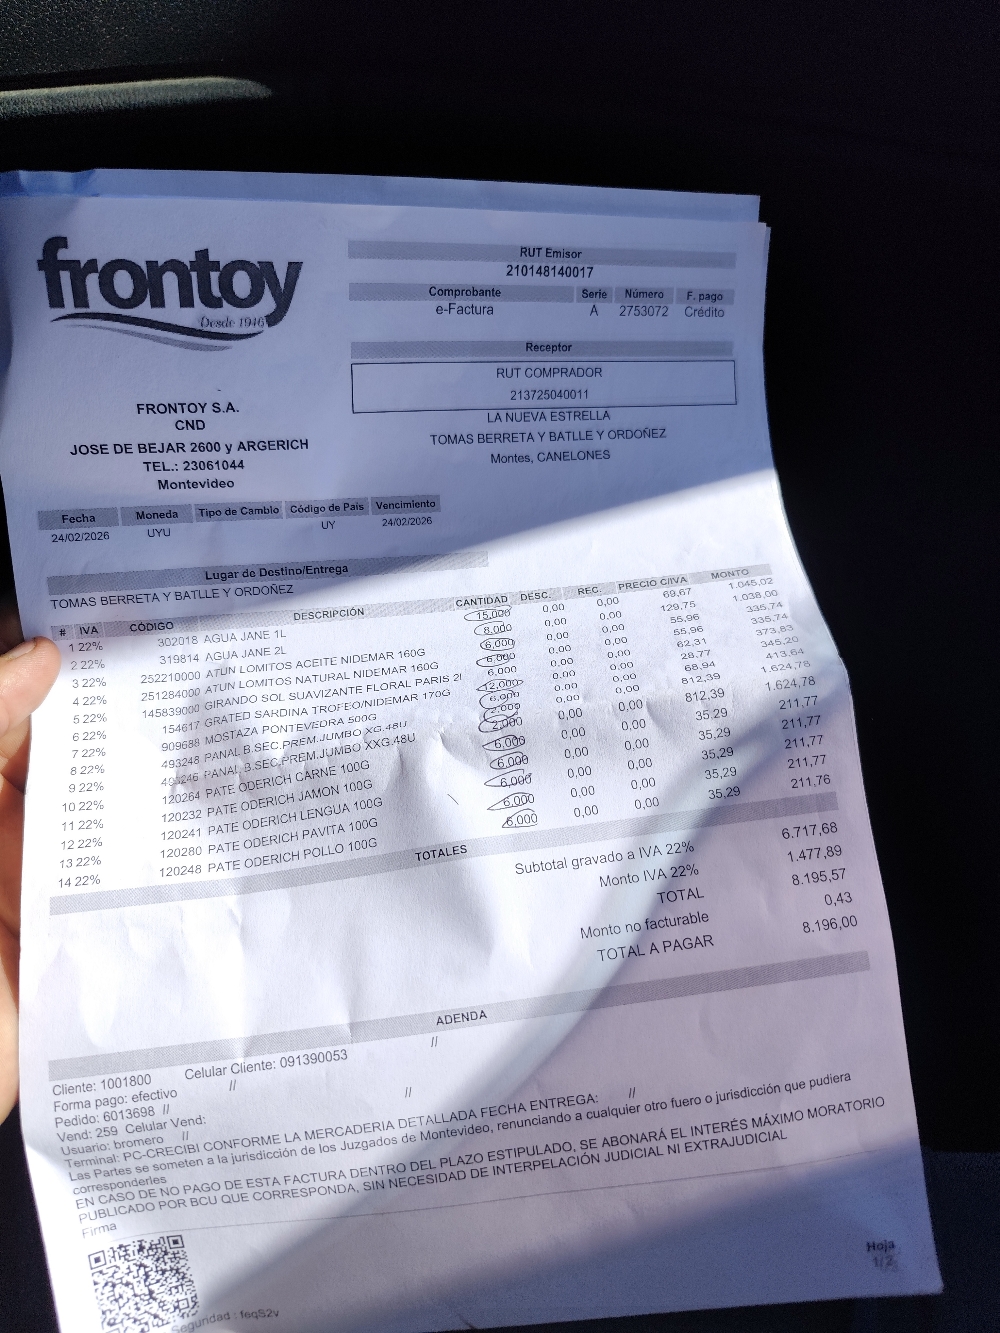 frontoy
Desde 1946
RUT Emisor
210148140017
Comprobante Serie Número F. pago
e-Factura A 2753072 Crédito
Receptor
RUT COMPRADOR
213725040011
LA NUEVA ESTRELLA
TOMAS BERRETA Y BATLLE Y ORDOÑEZ
Montes, CANELONES
FRONTOY S.A.
CND
JOSE DE BEJAR 2600 y ARGERICH
TEL.: 23061044
Montevideo
Fecha Moneda Tipo de Cambio Código de País Vencimiento
24/02/2026 UYU UY 24/02/2026
Lugar de Destino/Entrega
TOMAS BERRETA Y BATLLE Y ORDOÑEZ
# IVA CÓDIGO DESCRIPCIÓN CANTIDAD DESC. REC. PRECIO C/IVA MONTO
1 22% 302018 AGUA JANE 1L 15,000 0,00 0,00 69,67 1.045,02
2 22% 319814 AGUA JANE 2L 8,000 0,00 0,00 129,75 1.038,00
3 22% 252210000 ATUN LOMITOS ACEITE NIDEMAR 160G 6,000 0,00 0,00 55,96 335,74
4 22% 251284000 ATUN LOMITOS NATURAL NIDEMAR 160G 6,000 0,00 0,00 55,96 335,74
5 22% 145839000 GIRANDO SOL SUAVIZANTE FLORAL PARIS 2l 6,000 0,00 0,00 62,31 373,83
6 22% 154617 GRATED SARDINA TROFEO/NIDEMAR 170G 12,000 0,00 0,00 28,77 345,20
7 22% 909688 MOSTAZA PONTEVEDRA 500G 6,000 0,00 0,00 68,94 413,64
8 22% 493248 PANAL B.SEC.PREM.JUMBO XG.48U 2,000 0,00 0,00 812,39 1.624,78
9 22% PANAL B.SEC.PREM.JUMBO XXG.48U 2,000 0,00 0,00 812,39 1.624,78
10 22% 120264 PATE ODERICH CARNE 100G 6,000 0,00 0,00 35,29 211,77
11 22% 120232 PATE ODERICH JAMON 100G 6,000 0,00 0,00 35,29 211,77
12 22% 120241 PATE ODERICH LENGUA 100G 6,000 0,00 0,00 35,29 211,77
13 22% 120280 PATE ODERICH PAVITA 100G 6,000 0,00 0,00 35,29 211,77
14 22% 120248 PATE ODERICH POLLO 100G 6,000 0,00 0,00 35,29 211,76
TOTALES
Subtotal gravado a IVA 22% 6.717,68
Monto IVA 22% 1.477,89
TOTAL 8.195,57
Monto no facturable 0,43
TOTAL A PAGAR 8.196,00
ADENDA
Cliente: 1001800 Celular Cliente: 091390053 //
Forma pago: efectivo //
Pedido: 6013698 //
Vend: 259 Celular Vend: //
Usuario: bromero //
Terminal: PC-CRECIBI CONFORME LA MERCADERIA DETALLADA FECHA ENTREGA: //
Las Partes se someten a la jurisdicción de los Juzgados de Montevideo, renunciando a cualquier otro fuero o jurisdicción que pudiera
corresponderles
EN CASO DE NO PAGO DE ESTA FACTURA DENTRO DEL PLAZO ESTIPULADO, SE ABONARÁ EL INTERÉS MÁXIMO MORATORIO
PUBLICADO POR BCU QUE CORRESPONDA, SIN NECESIDAD DE INTERPELACIÓN JUDICIAL NI EXTRAJUDICIAL
Firma
Hoja
1/2
Seguridad : feqS2v